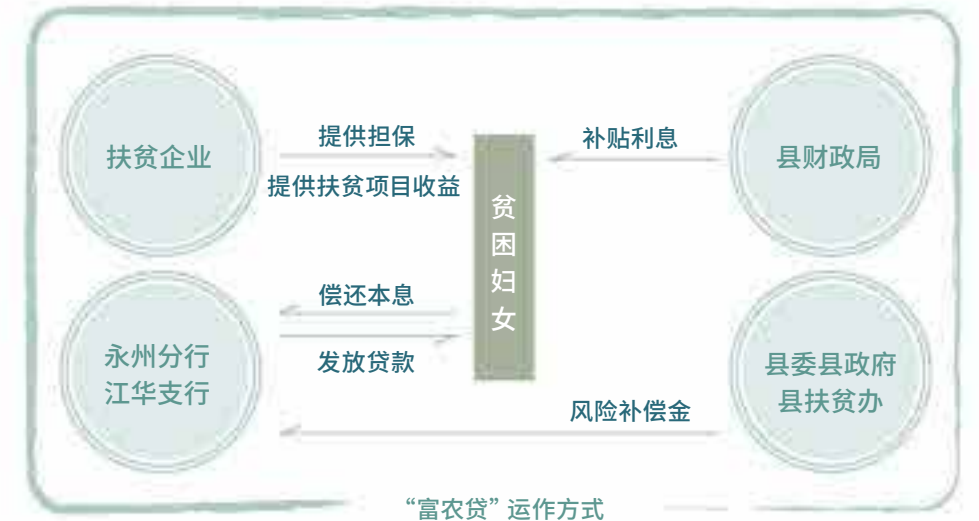 扶贫企业
提供担保
提供扶贫项目收益
补贴利息
县财政局
贫困妇女
永州分行
江华支行
偿还本息
发放贷款
风险补偿金
县委县政府
县扶贫办
“富农贷”运作方式